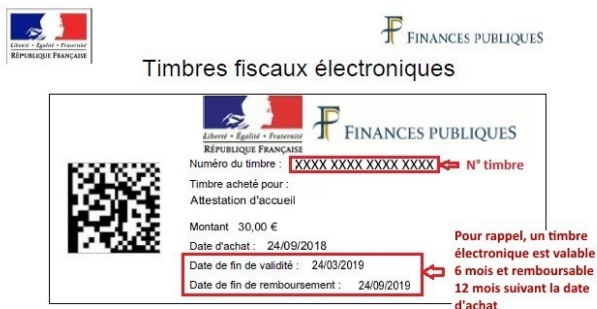 Liberté • Égalité • Fraternité
RÉPUBLIQUE FRANÇAISE
FINANCES PUBLIQUES
Timbres fiscaux électroniques
Liberté • Égalité • Fraternité
RÉPUBLIQUE FRANÇAISE
FINANCES PUBLIQUES
Numéro du timbre : XXXX XXXX XXXX XXXX N° timbre
Timbre acheté pour :
Attestation d'accueil
Montant 30,00 €
Date d'achat : 24/09/2018
Date de fin de validité : 24/03/2019
Date de fin de remboursement : 24/09/2019
Pour rappel, un timbre
électronique est valable
6 mois et remboursable
12 mois suivant la date
d'achat